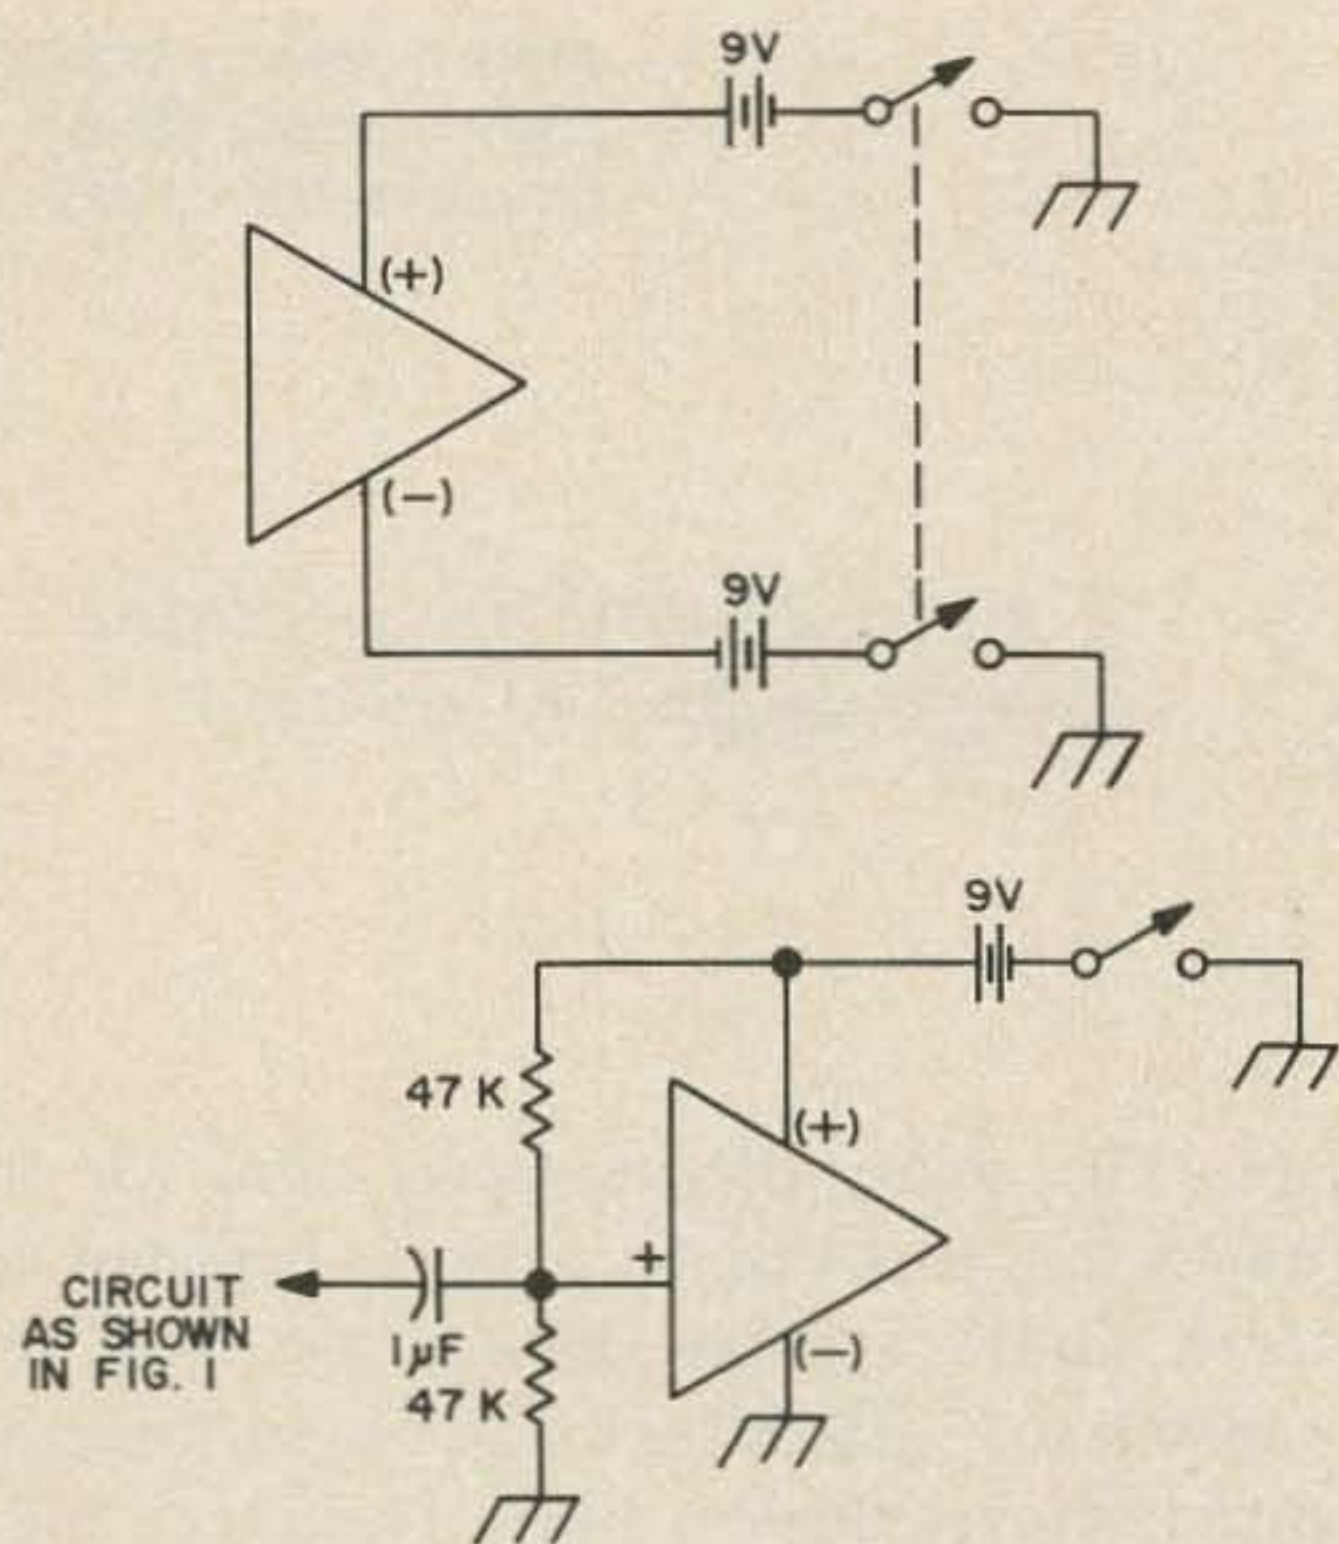 9V
(+)
(−)
9V
9V
47 K
(+)
+
CIRCUIT
AS SHOWN
IN FIG. 1
1µF
47 K
(−)